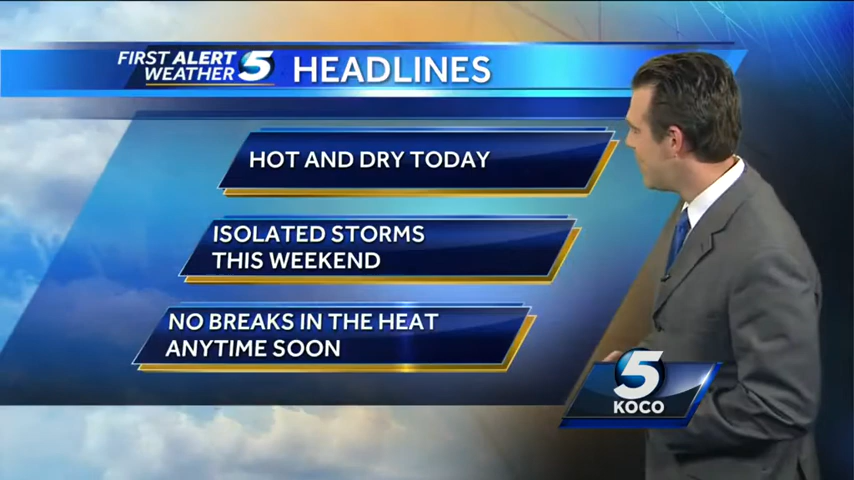 FIRST ALERT
WEATHER 5
HEADLINES
HOT AND DRY TODAY
ISOLATED STORMS
THIS WEEKEND
NO BREAKS IN THE HEAT
ANYTIME SOON
5
KOCO